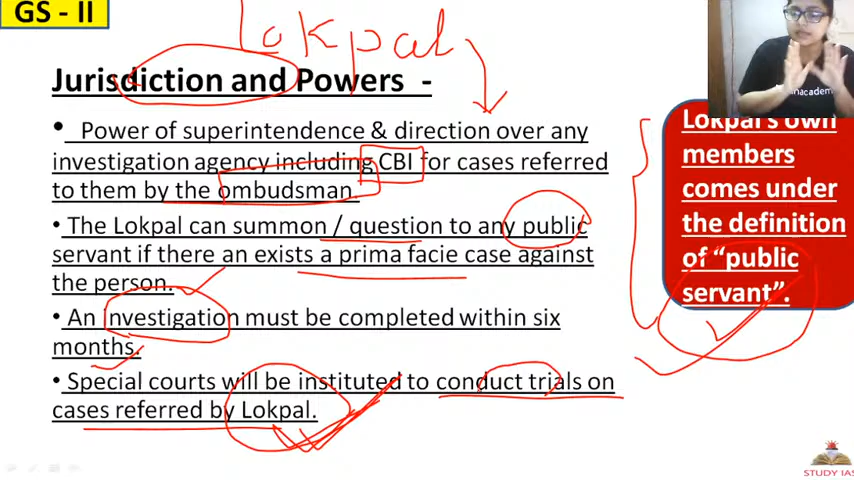 GS - II
Lokpal
Jurisdiction and Powers -
• Power of superintendence & direction over any
investigation agency including CBI for cases referred
to them by the ombudsman.
• The Lokpal can summon / question to any public
servant if there an exists a prima facie case against
the person.
• An investigation must be completed within six
months.
• Special courts will be instituted to conduct trials on
cases referred by Lokpal.
Lokpal's own
members
comes under
the definition
of “public
servant”.
STUDY IAS